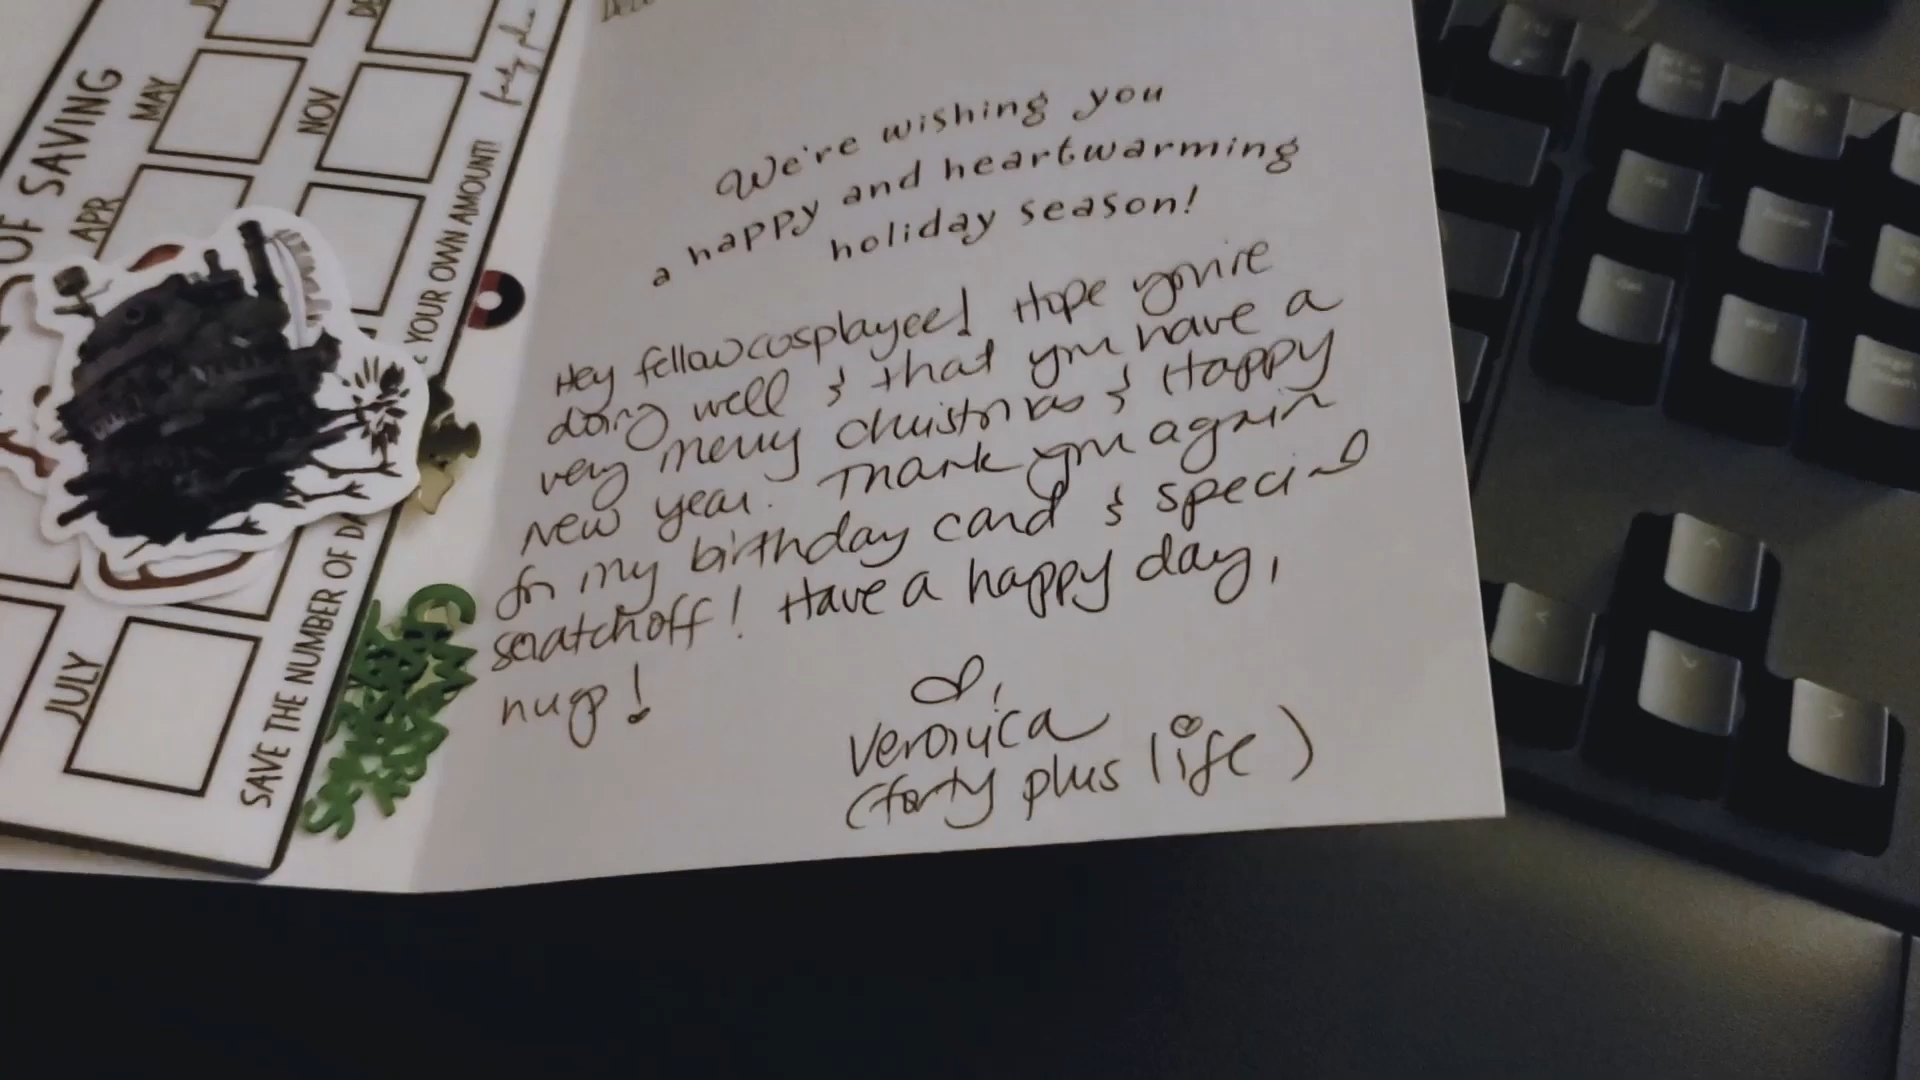 OF SAVING
MAY
NOV
APR
JULY
YOUR OWN AMOUNT!
SAVE THE NUMBER OF
We're wishing you
a happy and heartwarming
holiday season!
Hey fellow cosplayee! Hope you're
doing well & that you have a
very merry christmas & Happy
New year. Thank you again
for my birthday card & special
scratchoff! Have a happy day,
nugp!
Veronica
(forty plus life)